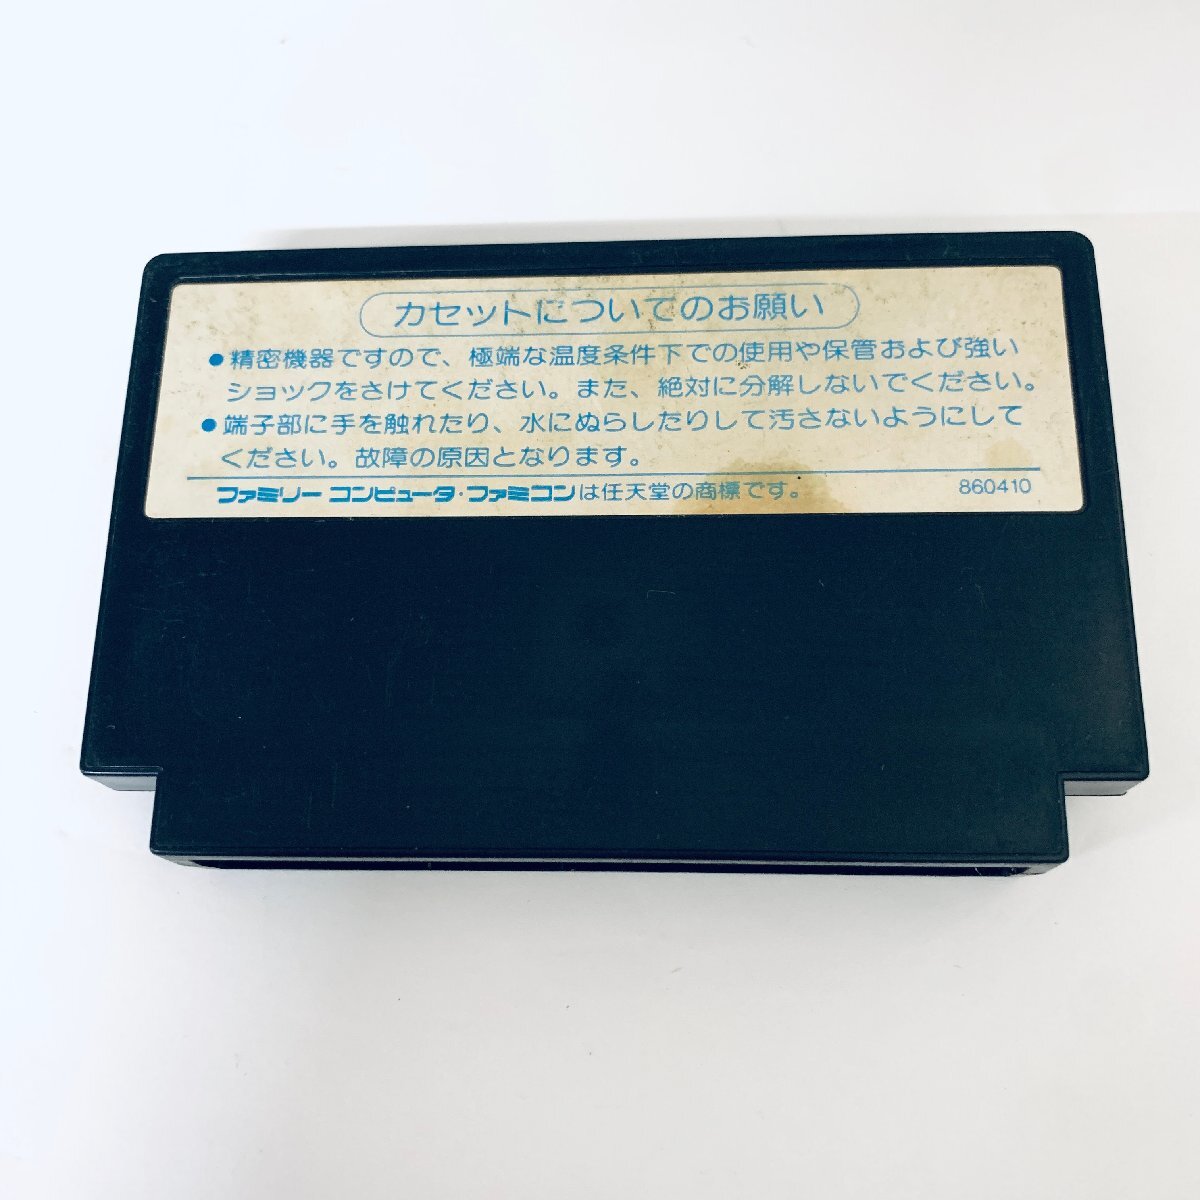 カセットについてのお願い
●精密機器ですので、極端な温度条件下での使用や保管および強い
ショックをさけてください。また、絶対に分解しないでください。
●端子部に手を触れたり、水にぬらしたりして汚さないようにして
ください。故障の原因となります。
ファミリー コンピュータ・ファミコンは任天堂の商標です。 860410